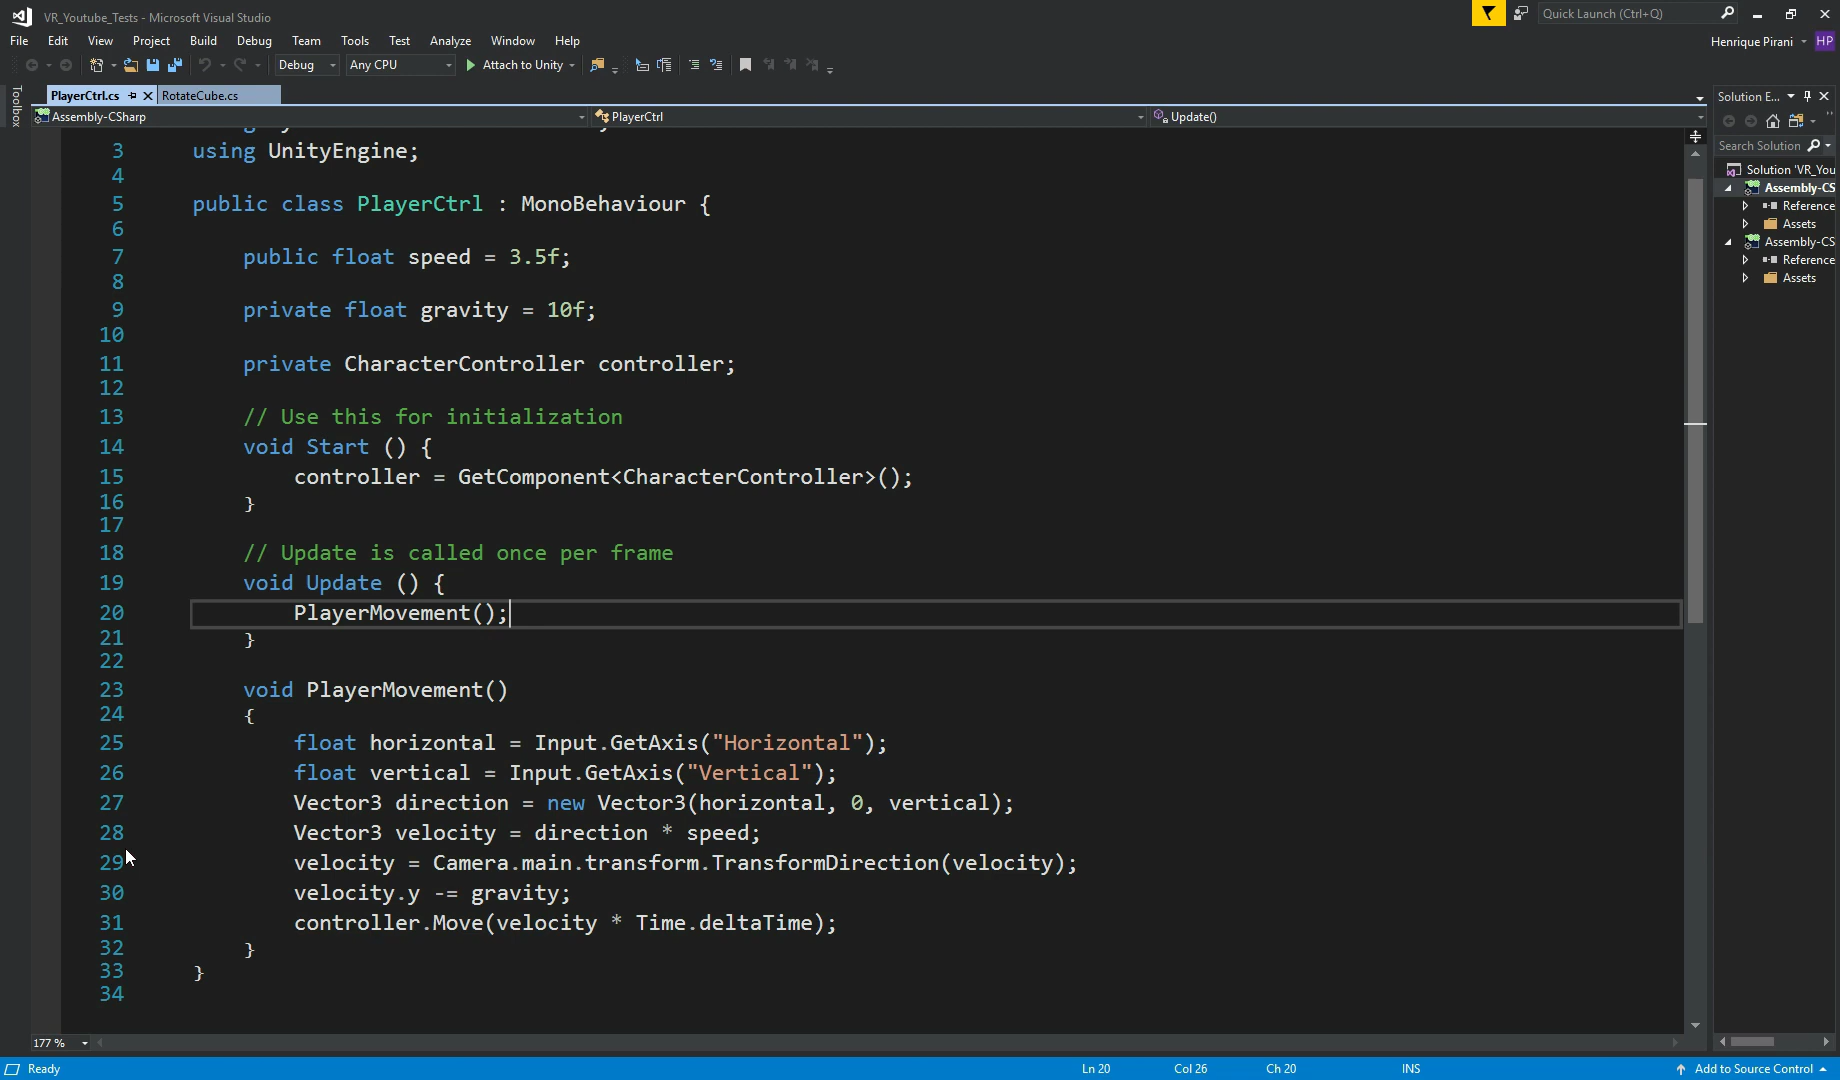 VR_Youtube_Tests - Microsoft Visual Studio
Quick Launch (Ctrl+Q)
File Edit View Project Build Debug Team Tools Test Analyze Window Help
Henrique Pirani HP
Debug Any CPU Attach to Unity
Toolbox
PlayerCtrl.cs RotateCube.cs
Solution E...
Assembly-CSharp PlayerCtrl Update()
Search Solution
Solution 'VR_You
Assembly-CS
Reference
Assets
Assembly-CS
Reference
Assets
3 using UnityEngine;
4
5 public class PlayerCtrl : MonoBehaviour {
6
7 public float speed = 3.5f;
8
9 private float gravity = 10f;
10
11 private CharacterController controller;
12
13 // Use this for initialization
14 void Start () {
15 controller = GetComponent<CharacterController>();
16 }
17
18 // Update is called once per frame
19 void Update () {
20 PlayerMovement();
21 }
22
23 void PlayerMovement()
24 {
25 float horizontal = Input.GetAxis("Horizontal");
26 float vertical = Input.GetAxis("Vertical");
27 Vector3 direction = new Vector3(horizontal, 0, vertical);
28 Vector3 velocity = direction * speed;
29 velocity = Camera.main.transform.TransformDirection(velocity);
30 velocity.y -= gravity;
31 controller.Move(velocity * Time.deltaTime);
32 }
33 }
34
177 %
Ready Ln 20 Col 26 Ch 20 INS Add to Source Control